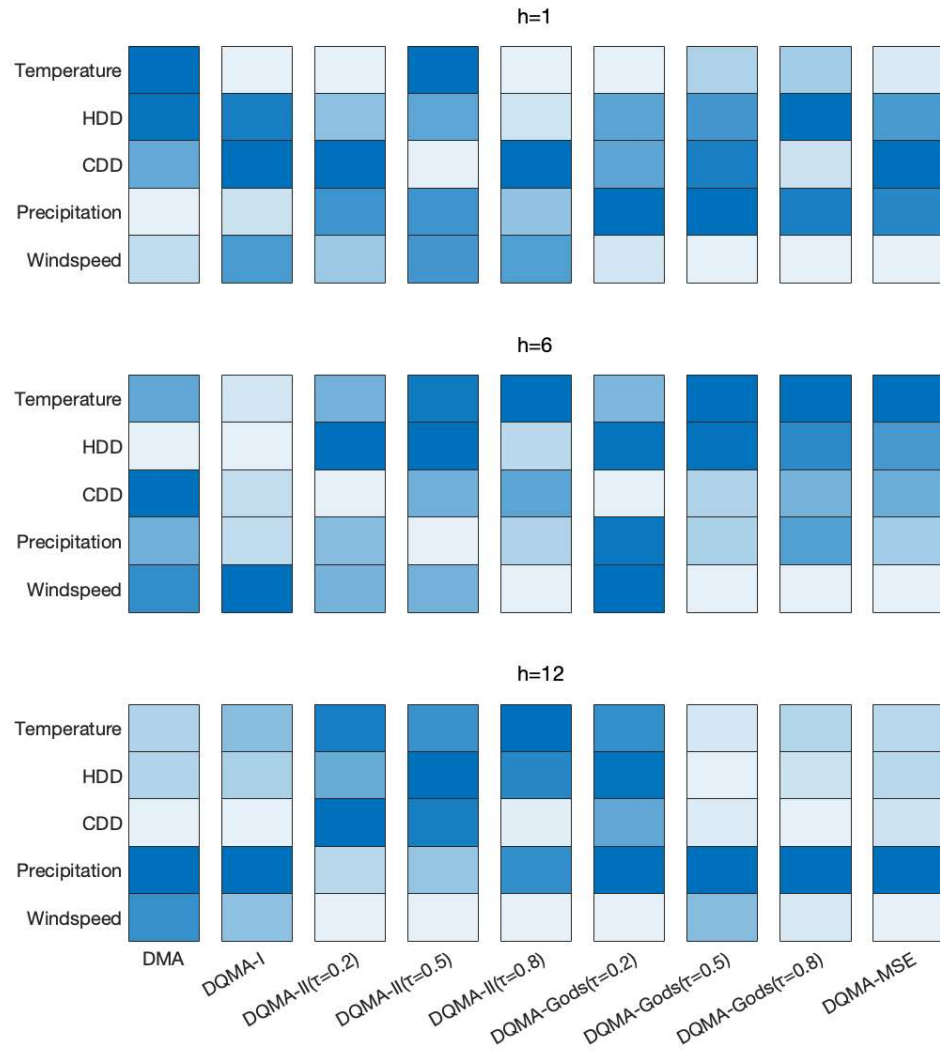 h=1
Temperature
HDD
CDD
Precipitation
Windspeed
h=6
Temperature
HDD
CDD
Precipitation
Windspeed
h=12
Temperature
HDD
CDD
Precipitation
Windspeed
DMA
DQMA-I
DQMA-II(τ=0.2)
DQMA-II(τ=0.5)
DQMA-II(τ=0.8)
DQMA-Gods(τ=0.2)
DQMA-Gods(τ=0.5)
DQMA-Gods(τ=0.8)
DQMA-MSE